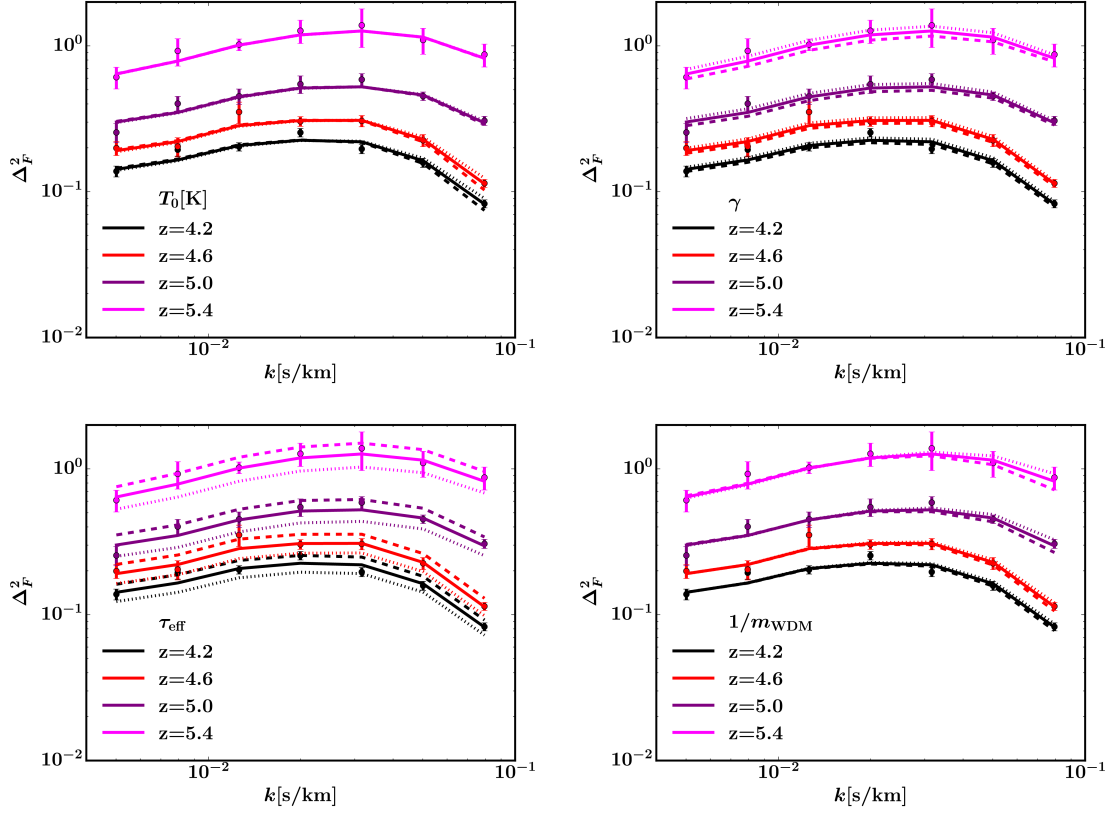 10⁰
10⁻¹
10⁻²
Δ²_F
T₀[K]
z=4.2
z=4.6
z=5.0
z=5.4
10⁻² 10⁻¹
k[s/km]
10⁰
10⁻¹
10⁻²
Δ²_F
γ
z=4.2
z=4.6
z=5.0
z=5.4
10⁻² 10⁻¹
k[s/km]
10⁰
10⁻¹
10⁻²
Δ²_F
τ_eff
z=4.2
z=4.6
z=5.0
z=5.4
10⁻² 10⁻¹
k[s/km]
10⁰
10⁻¹
10⁻²
Δ²_F
1/m_WDM
z=4.2
z=4.6
z=5.0
z=5.4
10⁻² 10⁻¹
k[s/km]